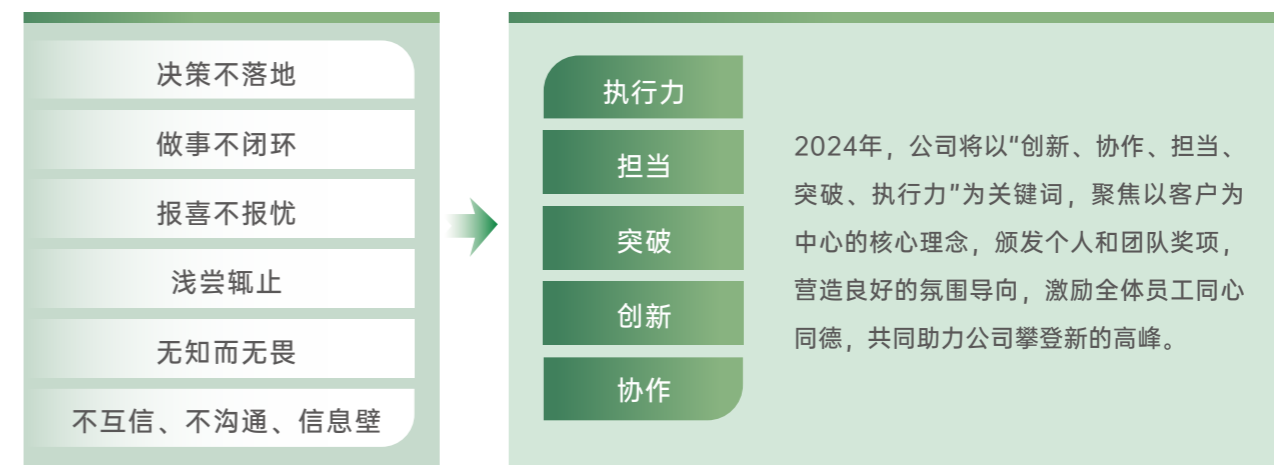 决策不落地
做事不闭环
报喜不报忧
浅尝辄止
无知而无畏
不互信、不沟通、信息壁
执行力
担当
突破
创新
协作
2024年，公司将以"创新、协作、担当、
突破、执行力"为关键词，聚焦以客户为
中心的核心理念，颁发个人和团队奖项，
营造良好的氛围导向，激励全体员工同心
同德，共同助力公司攀登新的高峰。